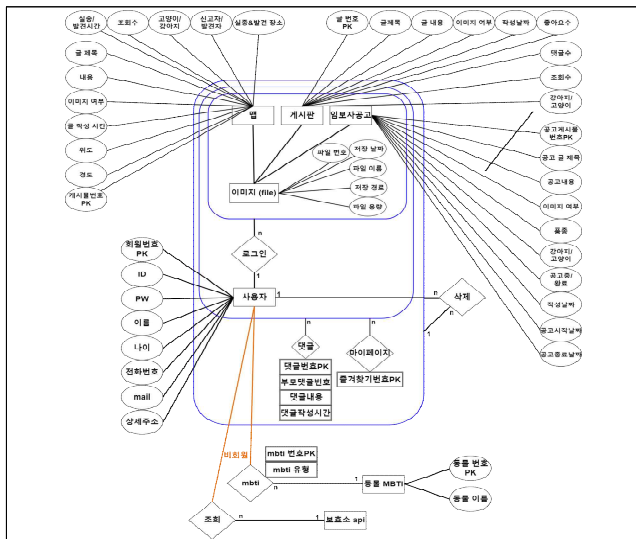 실종/
발견시간
조회수
고양이/
강아지
신고자/
발견자
실종&발견 장소
글 번호
PK
글제목
글 내용
이미지 여부
작성날짜
좋아요수
글 제목
내용
이미지 여부
글 작성 시간
위도
경도
게시물번호
PK
댓글수
조회수
강아지/
고양이
맵
게시판
임보사공고
공고게시물
번호PK
공고 글 제목
공고내용
이미지 여부
품종
강아지/
고양이
공고중/
완료
작성날짜
공고시작날짜
공고종료날짜
파일 번호
저장 날짜
파일 이름
저장 경로
파일 용량
이미지 (file)
n
로그인
1
회원번호
PK
ID
PW
이름
나이
전화번호
mail
상세주소
사용자
1
n
삭제
n
1
n
n
댓글
댓글번호PK
부모댓글번호
댓글내용
댓글작성시간
마이페이지
즐겨찾기번호PK
비회원
mbti 번호PK
mbti 유형
mbti
n
1
동물 MBTI
동물 번호
PK
동물 이름
조회
n
1
보호소 api